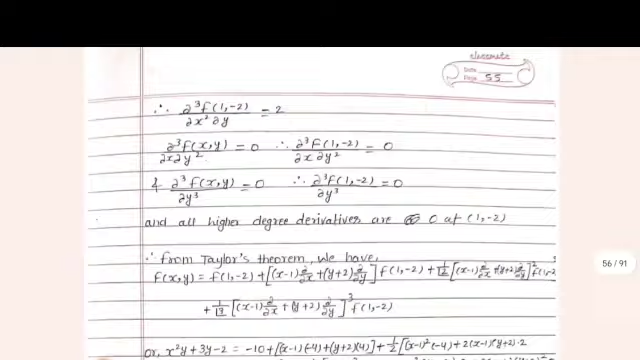 classmate
Date
Page 55
∴ ∂³f(1,-2)/∂x²∂y = 2
∂³f(x,y)/∂x∂y² = 0 ∴ ∂³f(1,-2)/∂x∂y² = 0
& ∂³f(x,y)/∂y³ = 0 ∴ ∂³f(1,-2)/∂y³ = 0
and all higher degree derivatives are 0 at (1,-2)
∴ from Taylor's theorem, we have,
f(x,y) = f(1,-2) + [(x-1)∂/∂x + (y+2)∂/∂y] f(1,-2) + 1/⌊2 [(x-1)∂/∂x + (y+2)∂/∂y]² f(1,-2
56 / 91
+ 1/⌊3 [(x-1)∂/∂x + (y+2)∂/∂y]³ f(1,-2)
or, x²y + 3y - 2 = -10 + [(x-1)(-4) + (y+2)(4)] + 1/2 [(x-1)²(-4) + 2(x-1)(y+2)·2